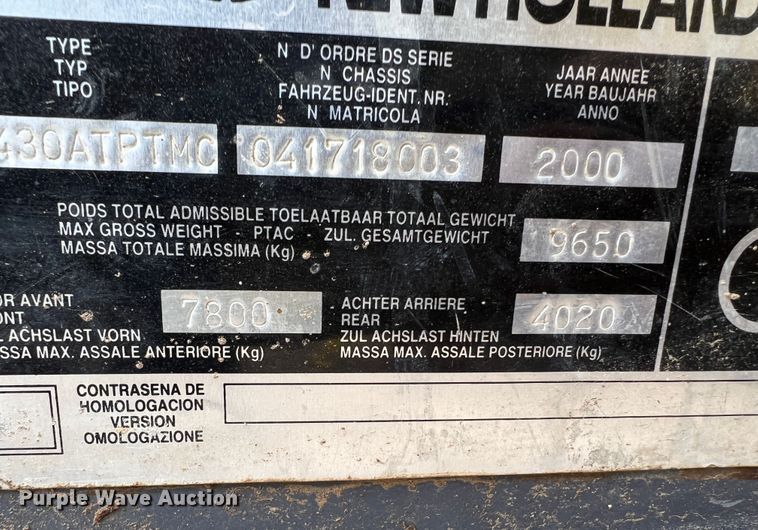 NEW HOLLAND
TYPE
TYP
TIPO
N D'ORDRE DS SERIE
N CHASSIS
FAHRZEUG-IDENT. NR.:
N MATRICOLA
JAAR ANNEE
YEAR BAUJAHR
ANNO
430ATPTMC 041718003 2000
POIDS TOTAL ADMISSIBLE TOELAATBAAR TOTAAL GEWICHT
MAX GROSS WEIGHT - PTAC - ZUL. GESAMTGEWICHT
MASSA TOTALE MASSIMA (Kg)
9650
OR AVANT
ONT
L ACHSLAST VORN
ASSA MAX. ASSALE ANTERIORE (Kg)
7800
ACHTER ARRIERE
REAR
ZUL ACHSLAST HINTEN
MASSA MAX. ASSALE POSTERIORE (Kg)
4020
CONTRASENA DE
HOMOLOGACION
VERSION
OMOLOGAZIONE
Purple Wave Auction